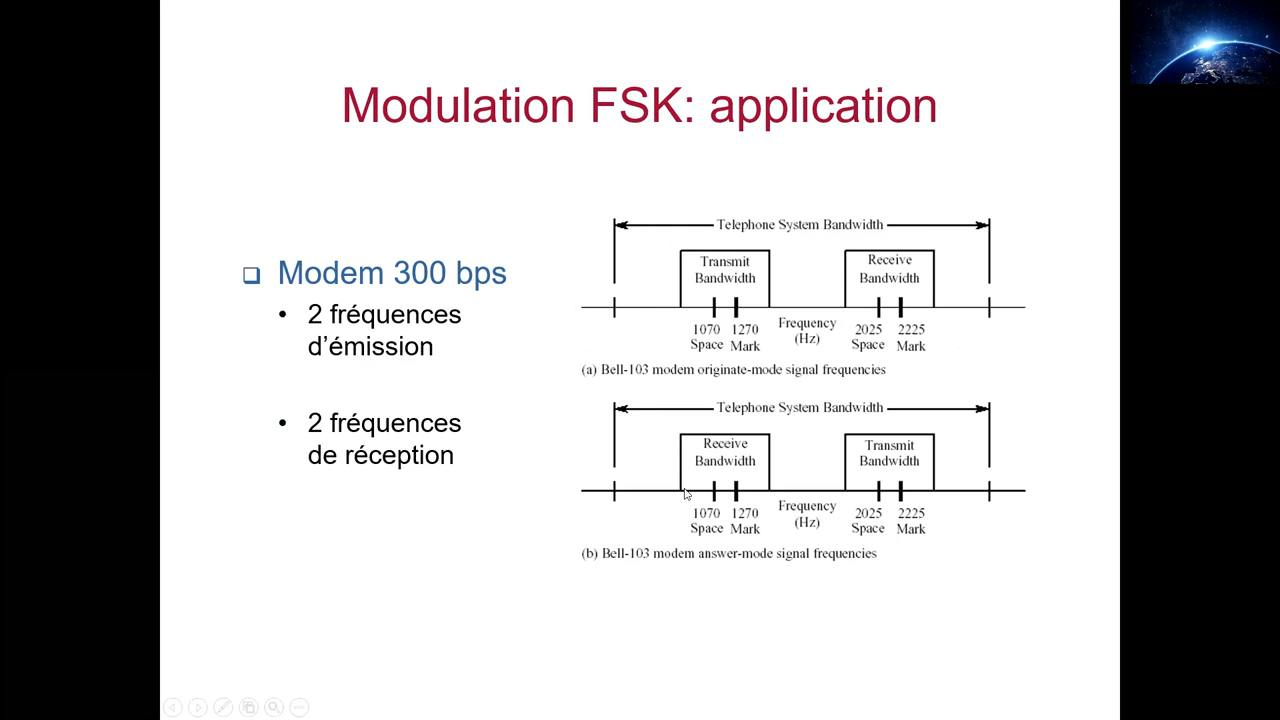 Modulation FSK: application
Modem 300 bps
• 2 fréquences
d’émission
• 2 fréquences
de réception
Telephone System Bandwidth
Transmit
Bandwidth
Receive
Bandwidth
1070
Space
1270
Mark
Frequency
(Hz)
2025
Space
2225
Mark
(a) Bell-103 modem originate-mode signal frequencies
Telephone System Bandwidth
Receive
Bandwidth
Transmit
Bandwidth
1070
Space
1270
Mark
Frequency
(Hz)
2025
Space
2225
Mark
(b) Bell-103 modem answer-mode signal frequencies